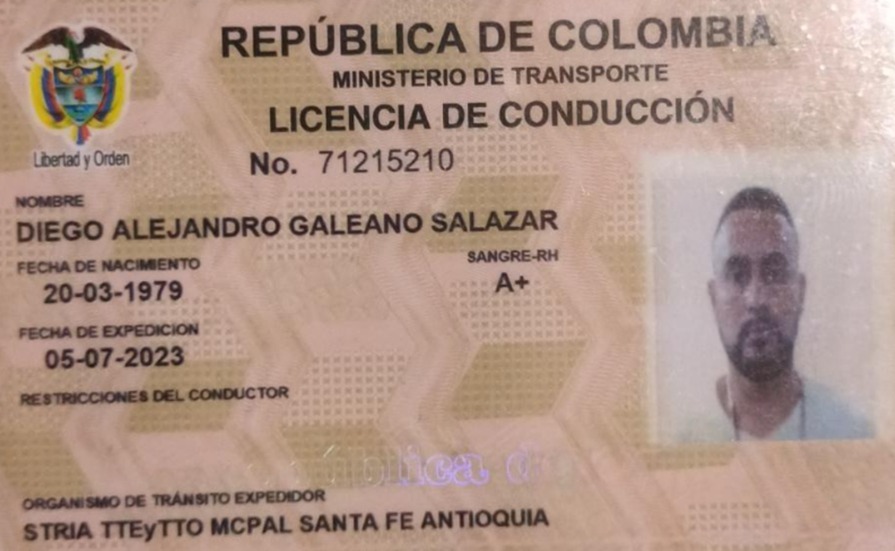 REPÚBLICA DE COLOMBIA
MINISTERIO DE TRANSPORTE
LICENCIA DE CONDUCCIÓN
Libertad y Orden
No. 71215210
NOMBRE
DIEGO ALEJANDRO GALEANO SALAZAR
FECHA DE NACIMIENTO
SANGRE-RH
20-03-1979
A+
FECHA DE EXPEDICION
05-07-2023
RESTRICCIONES DEL CONDUCTOR
ública d
ORGANISMO DE TRÁNSITO EXPEDIDOR
STRIA TTEyTTO MCPAL SANTA FE ANTIOQUIA